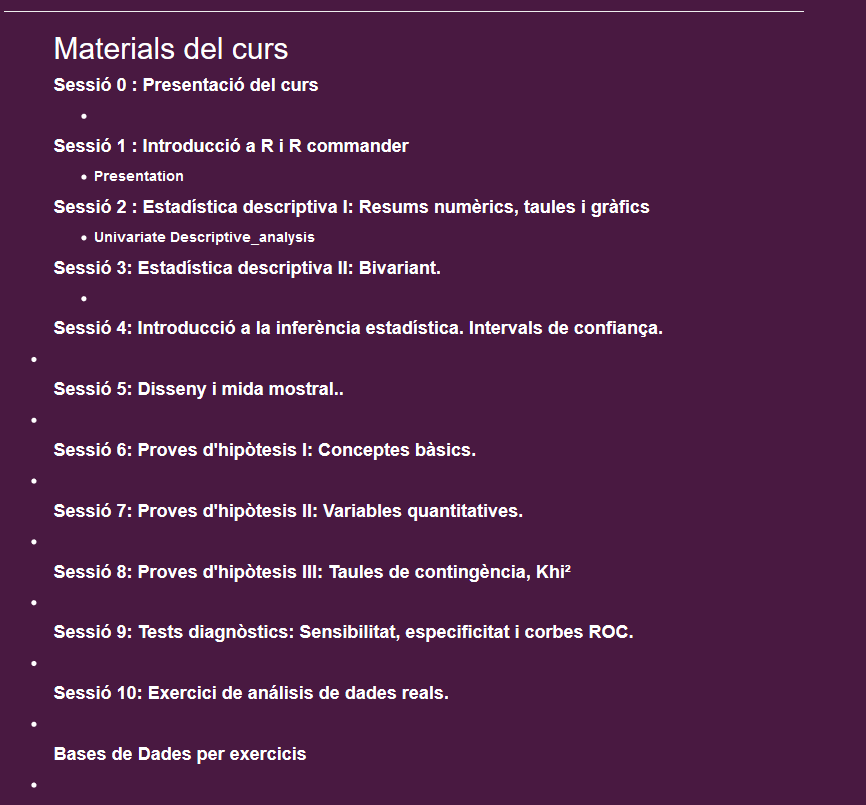 Materials del curs
Sessió 0 : Presentació del curs
Sessió 1 : Introducció a R i R commander
Presentation
Sessió 2 : Estadística descriptiva I: Resums numèrics, taules i gràfics
Univariate Descriptive_analysis
Sessió 3: Estadística descriptiva II: Bivariant.
Sessió 4: Introducció a la inferència estadística. Intervals de confiança.
Sessió 5: Disseny i mida mostral..
Sessió 6: Proves d'hipòtesis I: Conceptes bàsics.
Sessió 7: Proves d'hipòtesis II: Variables quantitatives.
Sessió 8: Proves d'hipòtesis III: Taules de contingència, Khi²
Sessió 9: Tests diagnòstics: Sensibilitat, especificitat i corbes ROC.
Sessió 10: Exercici de análisis de dades reals.
Bases de Dades per exercicis